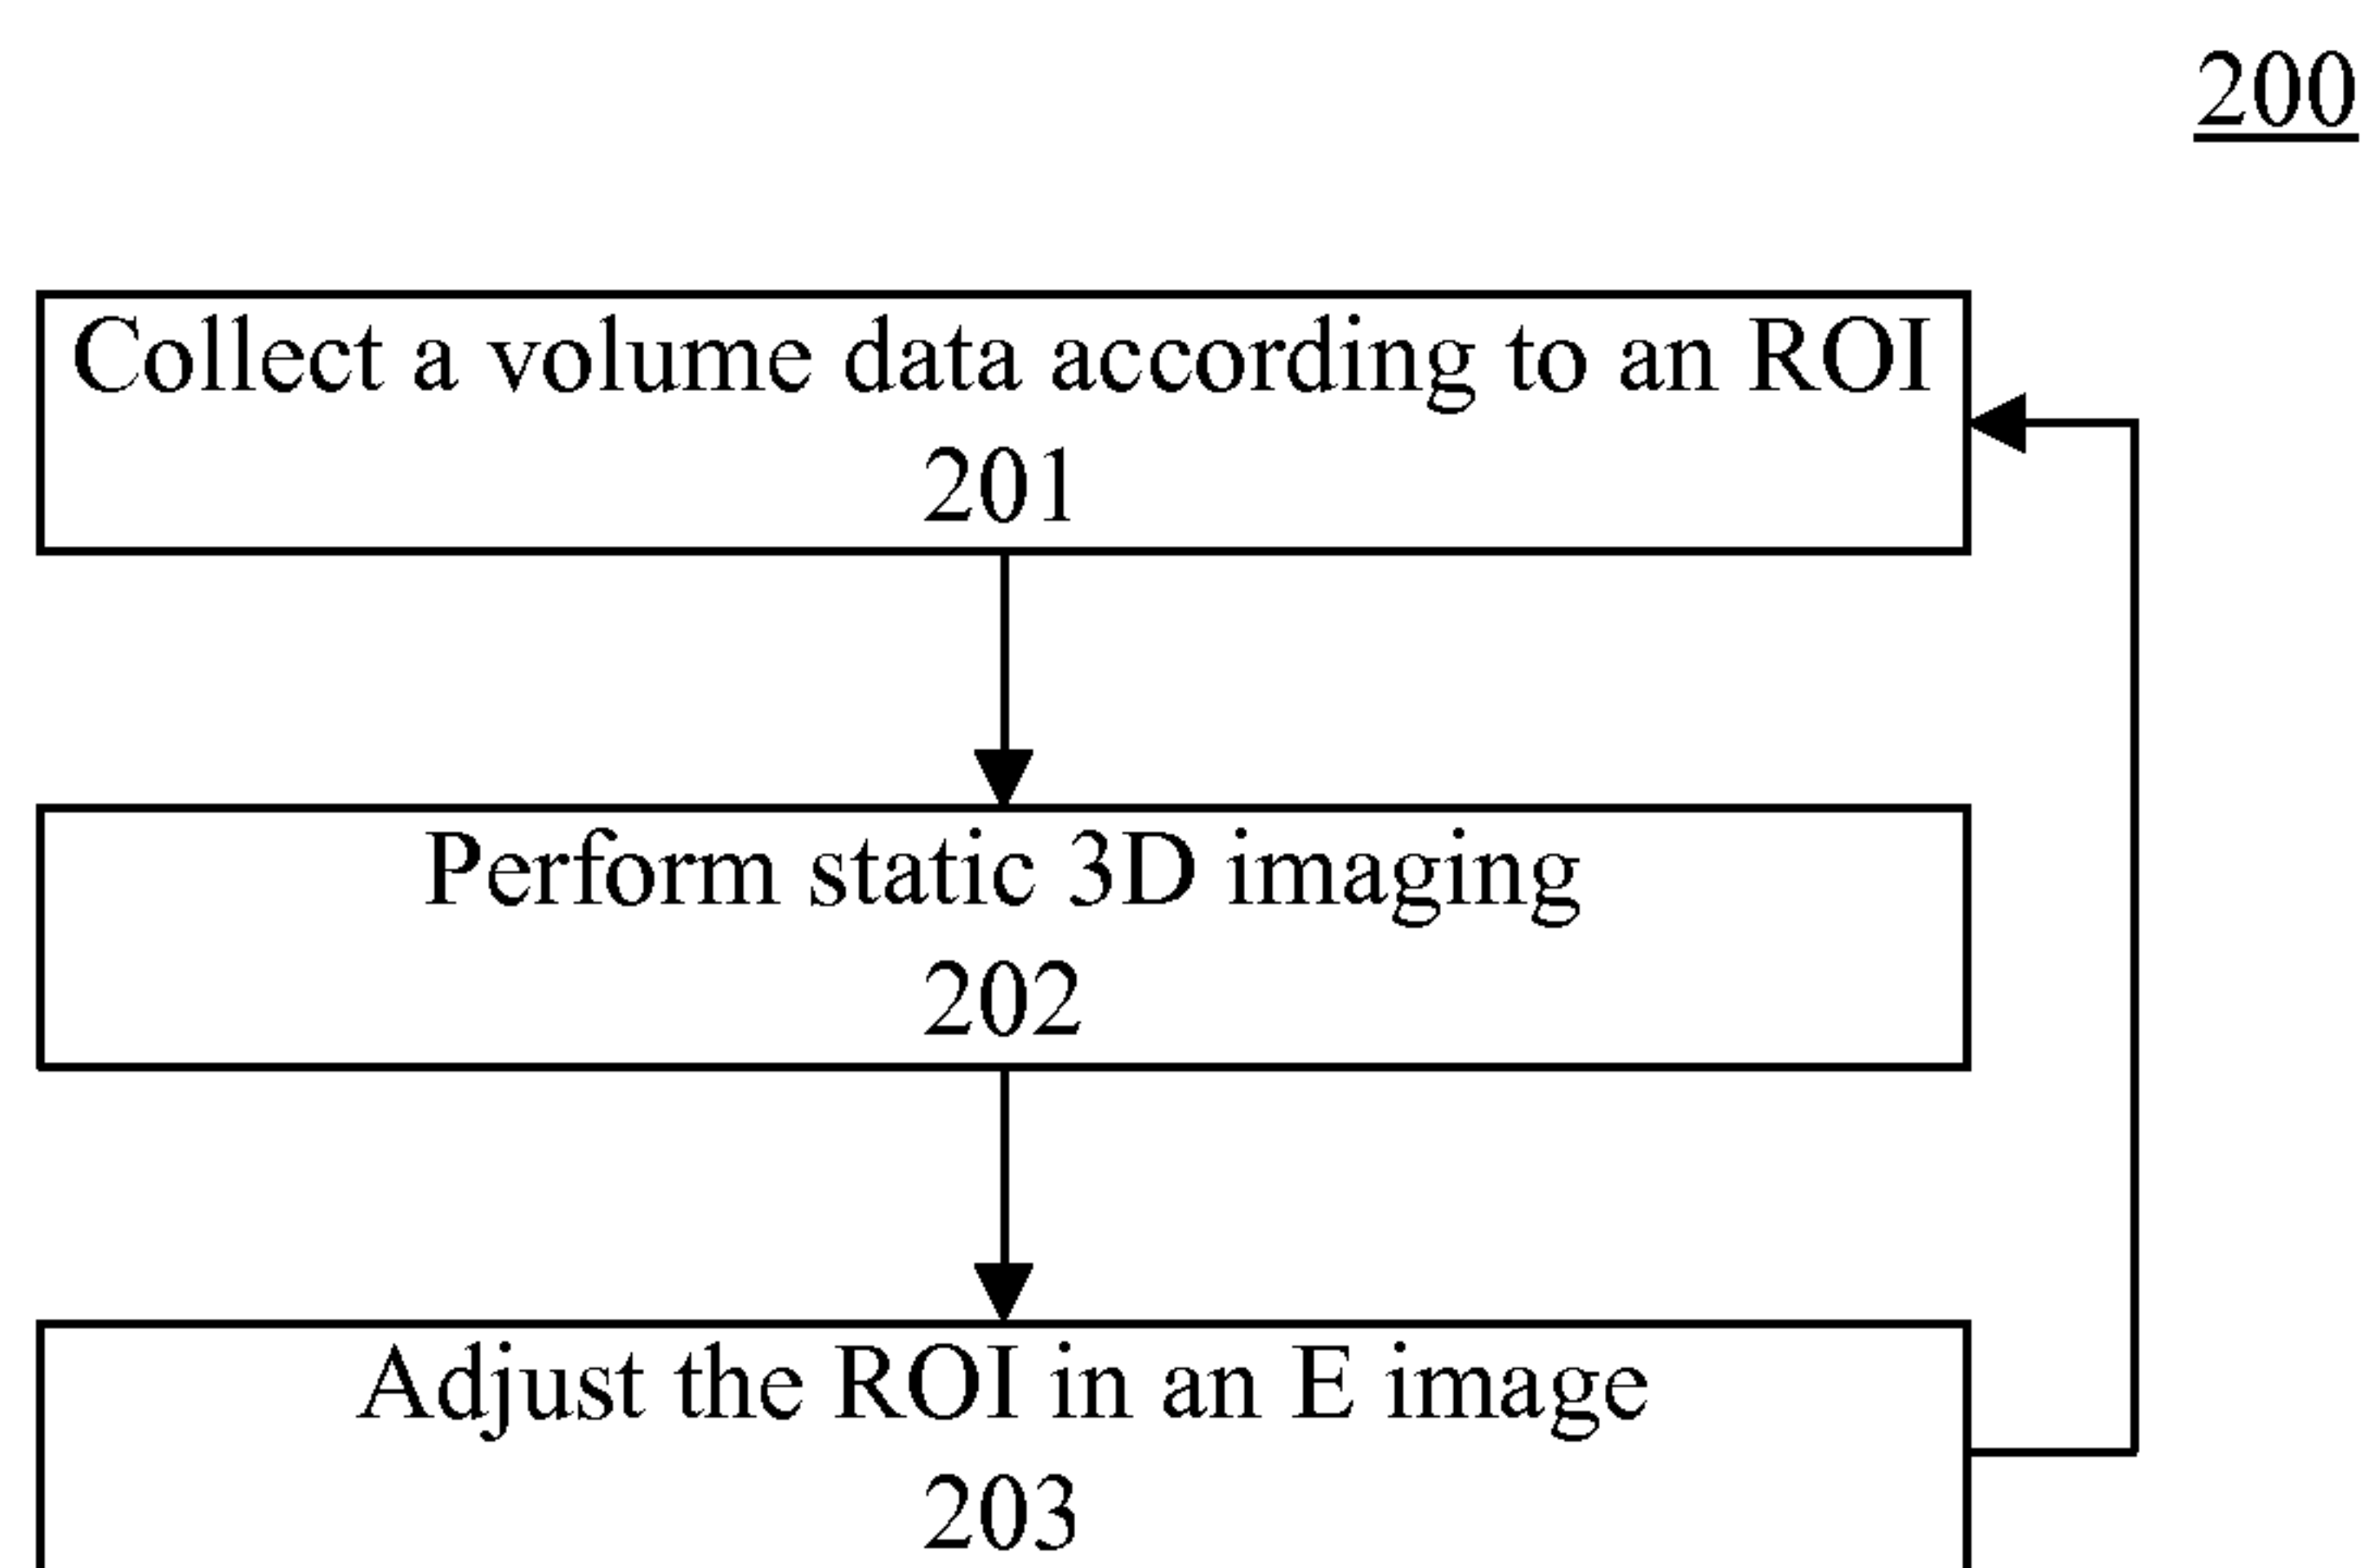 200
Collect a volume data according to an ROI
201
Perform static 3D imaging
202
Adjust the ROI in an E image
203